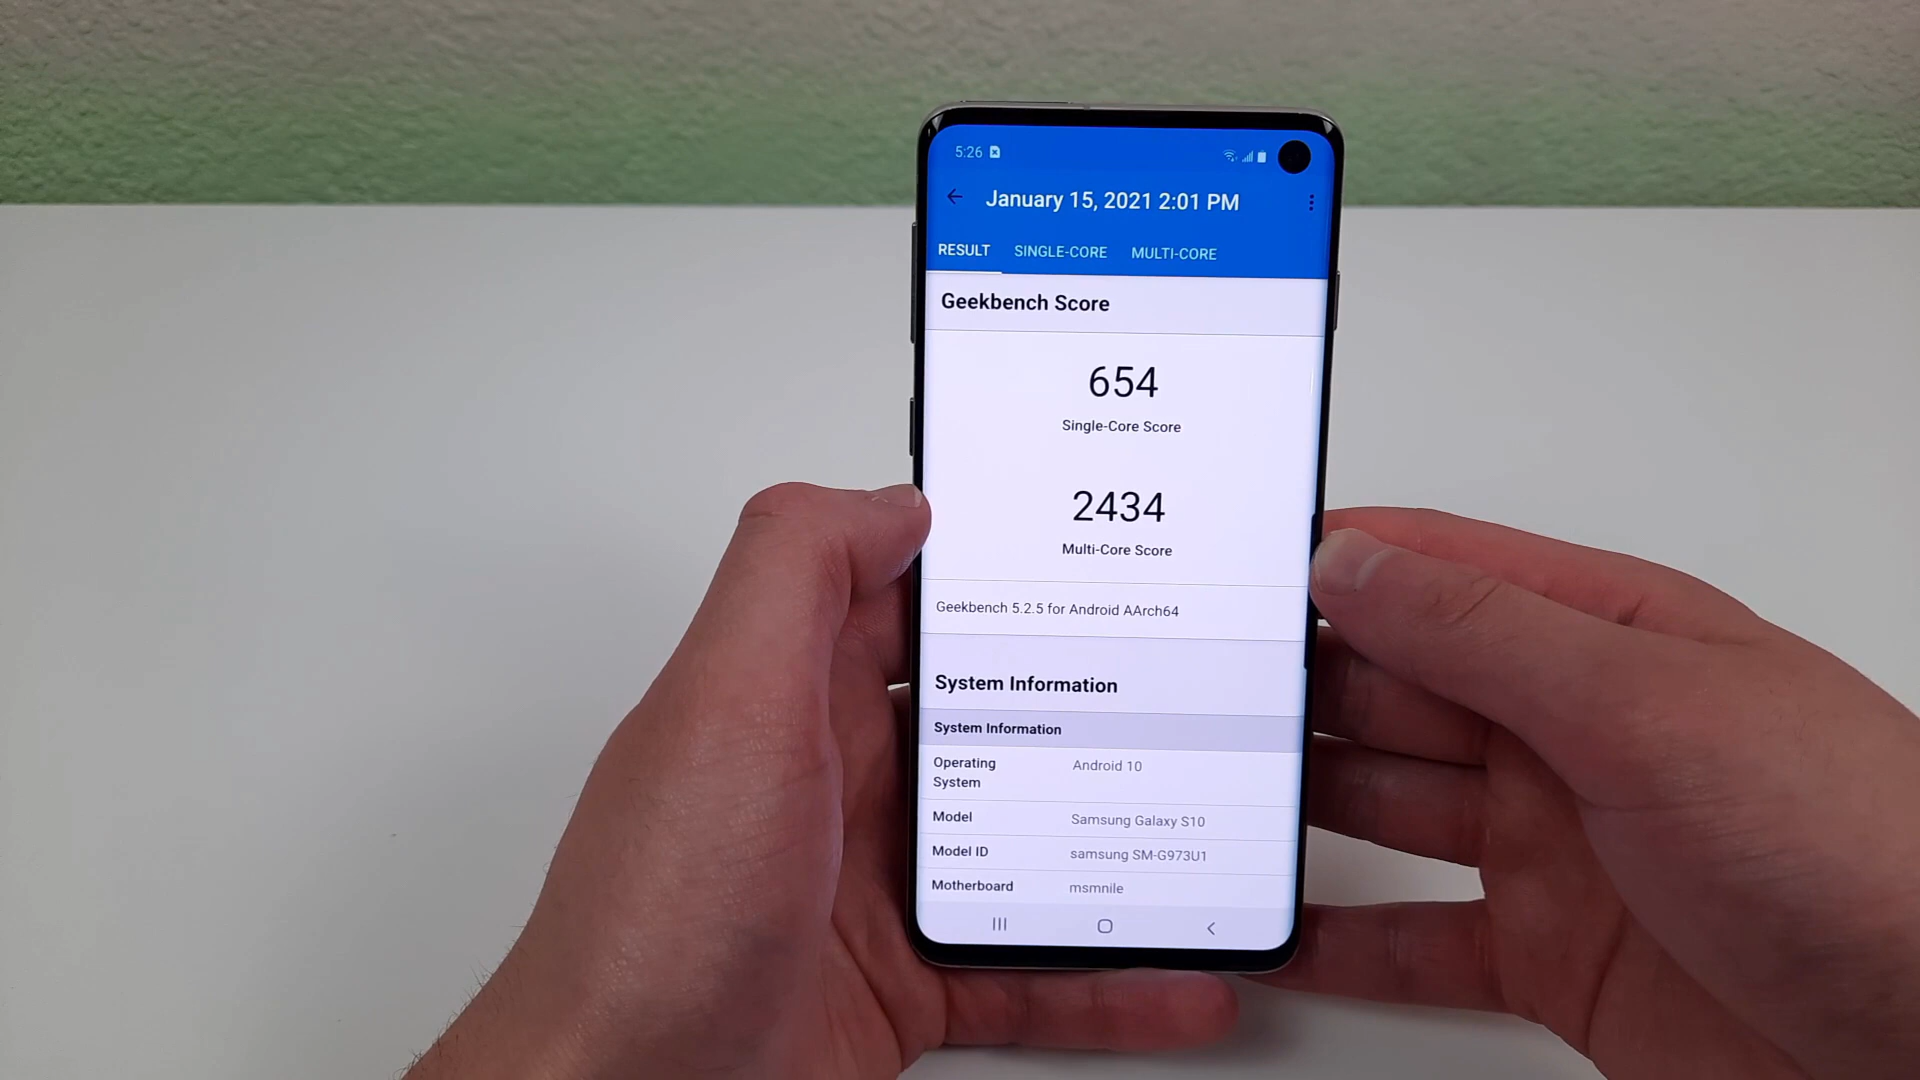 5:26
January 15, 2021 2:01 PM
RESULT SINGLE-CORE MULTI-CORE
Geekbench Score
654
Single-Core Score
2434
Multi-Core Score
Geekbench 5.2.5 for Android AArch64
System Information
System Information
Operating System Android 10
Model Samsung Galaxy S10
Model ID samsung SM-G973U1
Motherboard msmnile